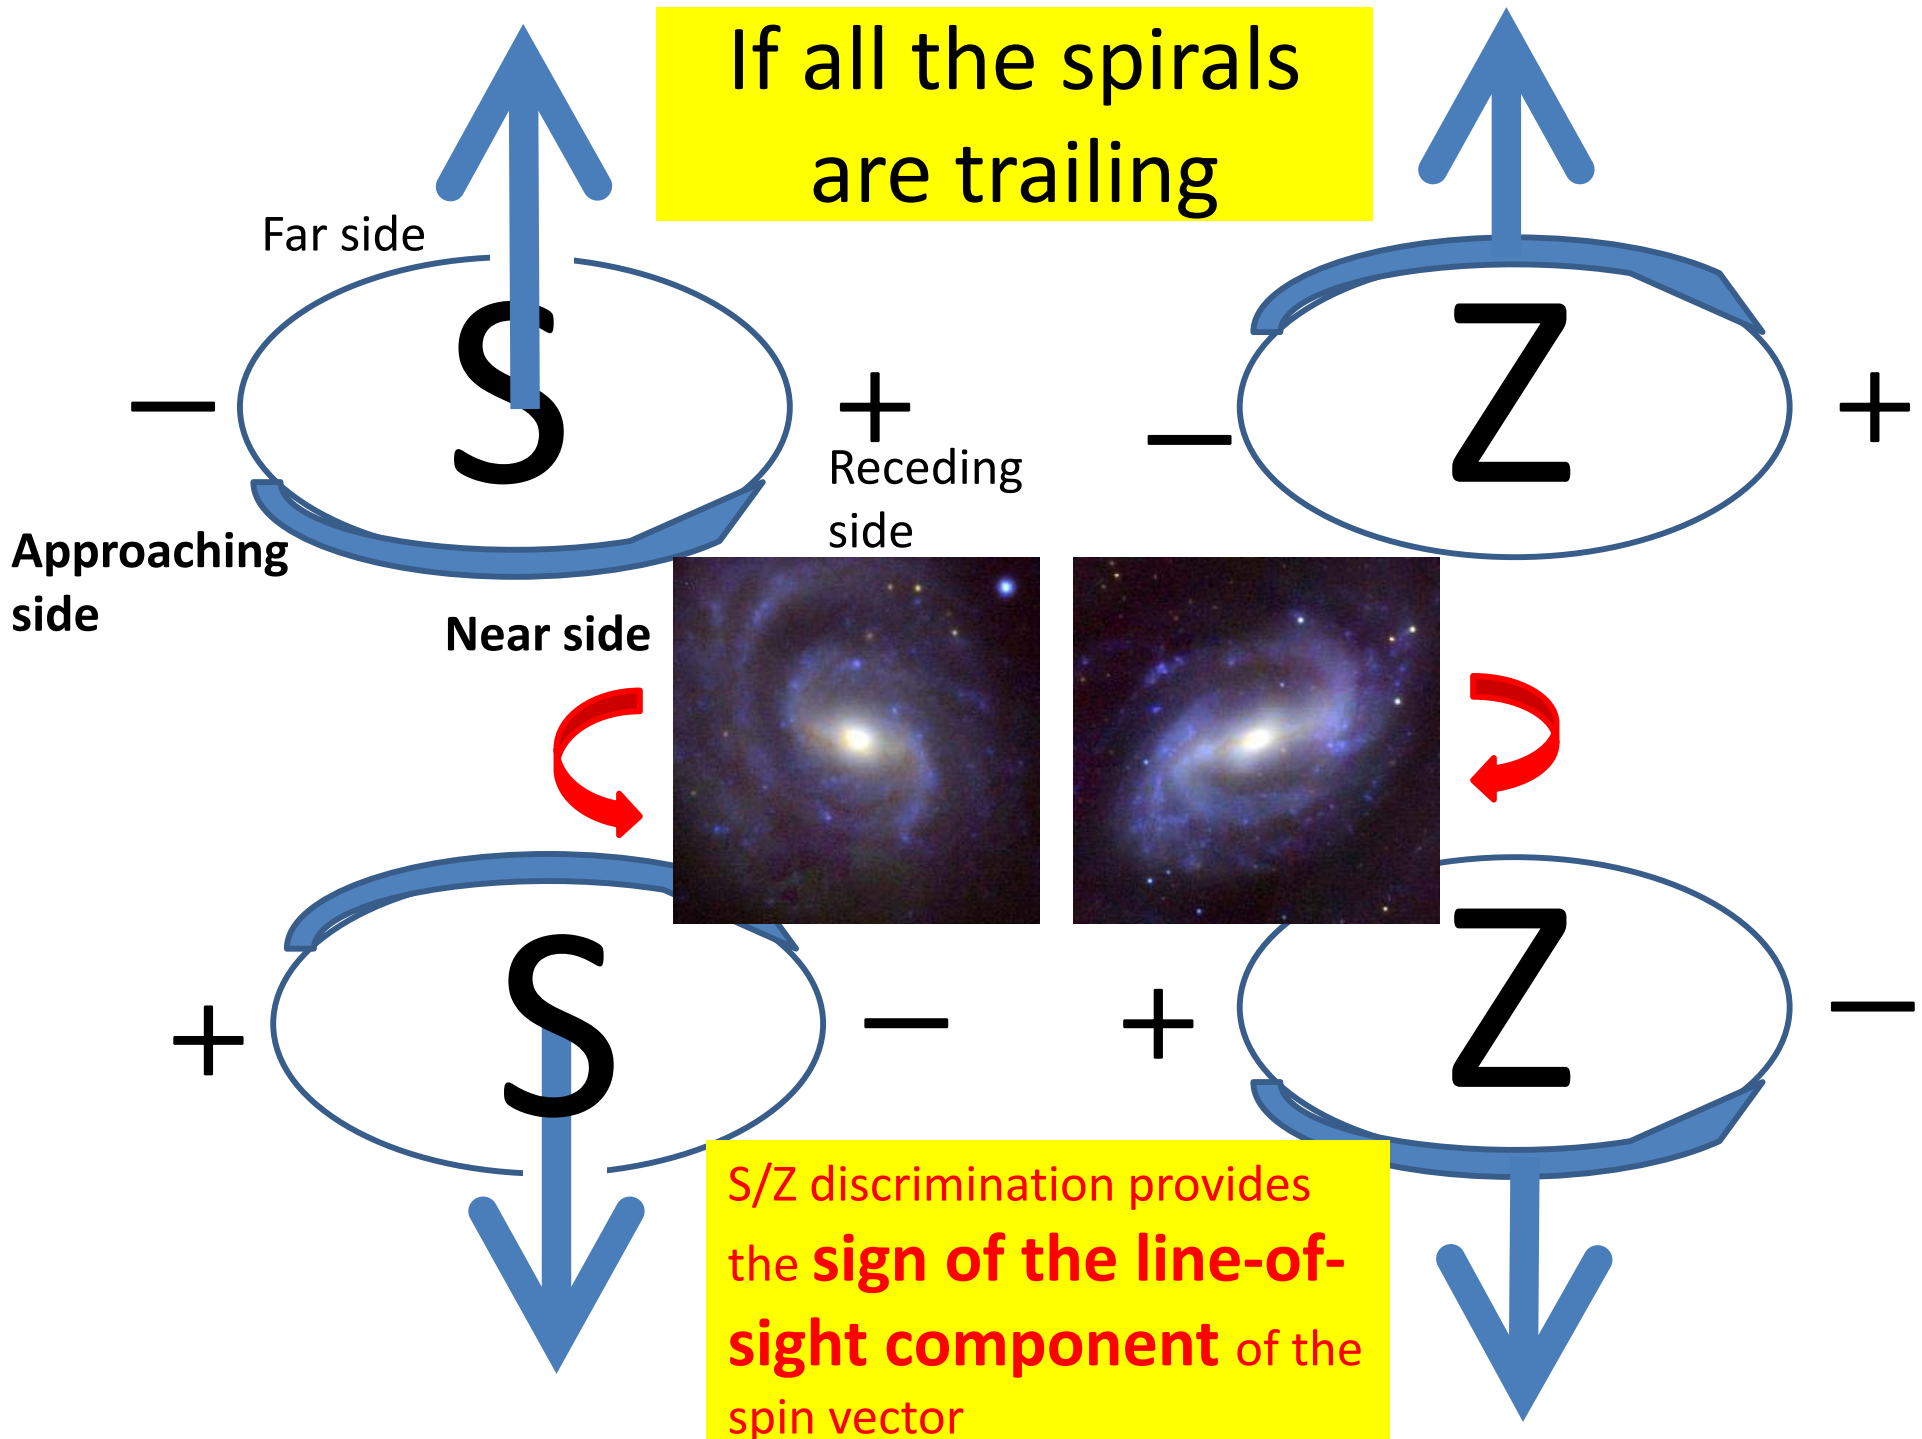 If all the spirals
are trailing
Far side
S
Z
−
+
−
+
Receding
side
Approaching
side
Near side
S
Z
+
−
+
−
S/Z discrimination provides
the sign of the line-of-
sight component of the
spin vector